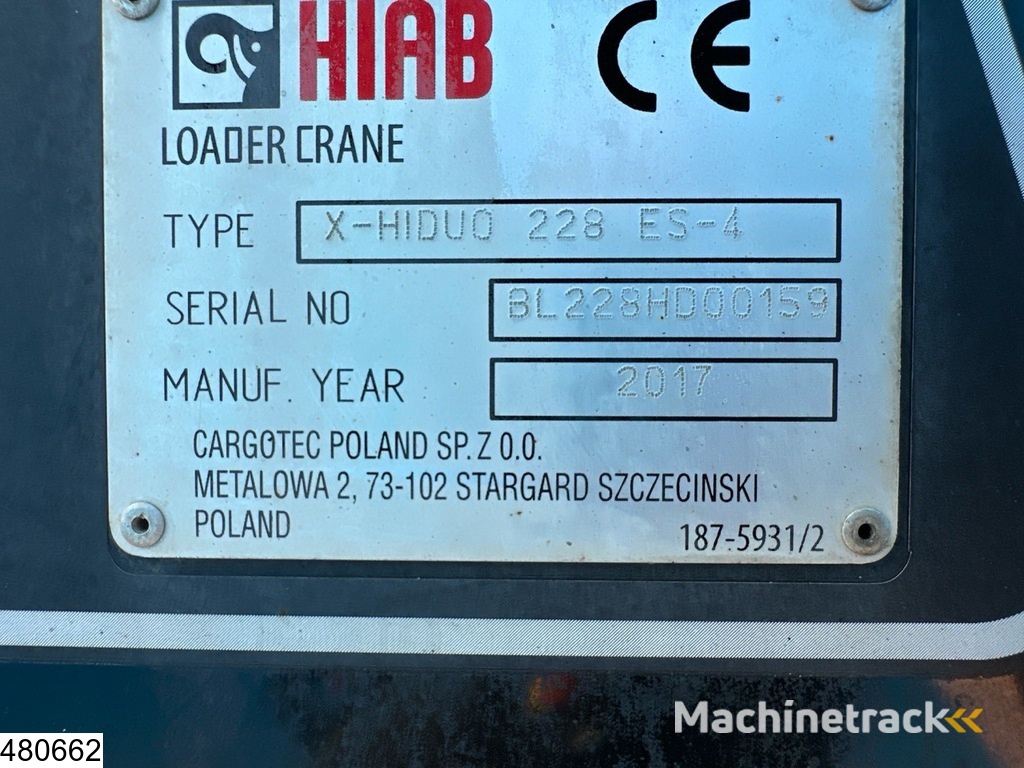 HIAB CE
LOADER CRANE
TYPE X-HIDUO 228 ES-4
SERIAL NO BL228HD00159
MANUF. YEAR 2017
CARGOTEC POLAND SP. Z O.O.
METALOWA 2, 73-102 STARGARD SZCZECINSKI
POLAND
187-5931/2
Machinetrack
480662